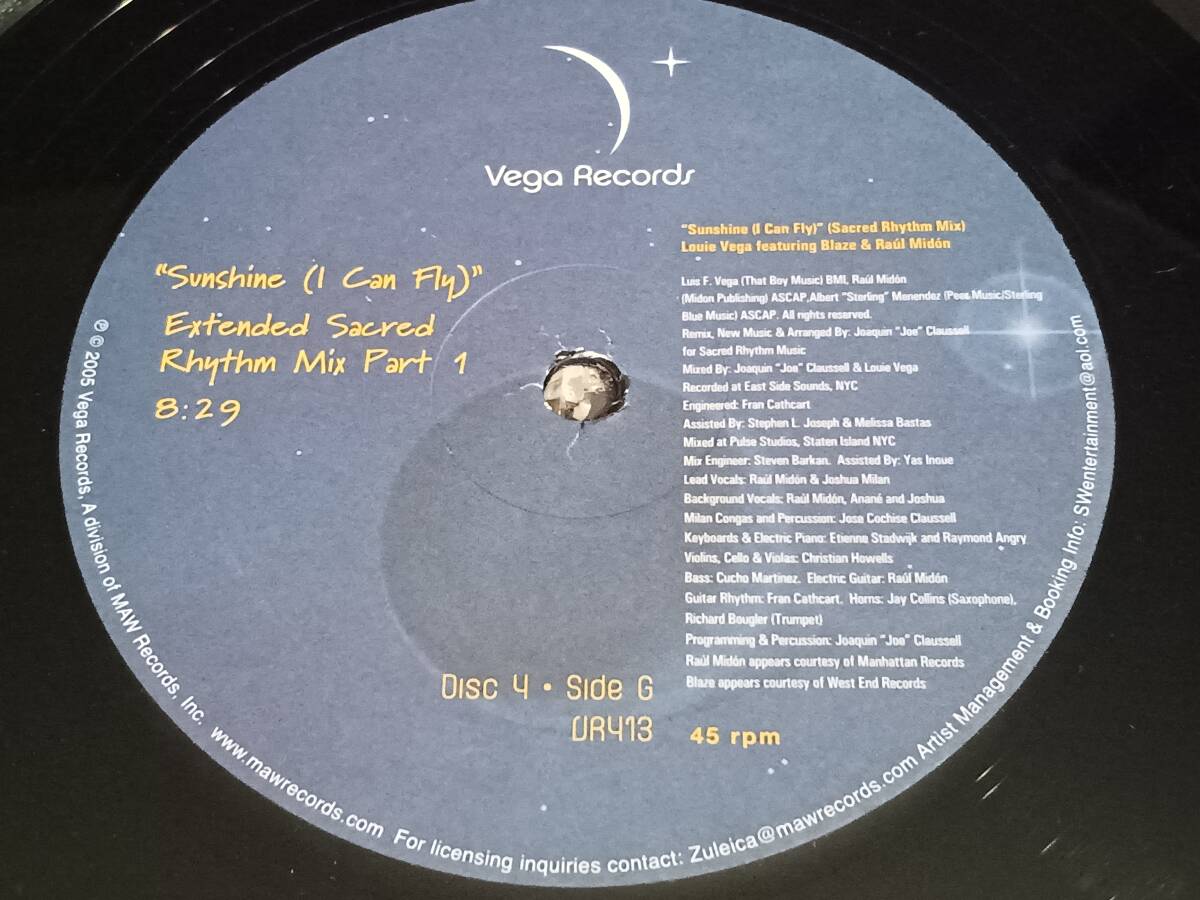 Vega Records
"Sunshine (I Can Fly)"
Extended Sacred
Rhythm Mix Part 1
8:29
"Sunshine (I Can Fly)" (Sacred Rhythm Mix)
Louie Vega featuring Blaze & Raúl Midón
Luis F. Vega (That Boy Music) BMI, Raúl Midón
(Midon Publishing) ASCAP,Albert "Sterling" Menendez (Peer Music/Sterling
Blue Music) ASCAP. All rights reserved.
Remix, New Music & Arranged By: Joaquin "Joe" Claussell
for Sacred Rhythm Music
Mixed By: Joaquin "Joe" Claussell & Louie Vega
Recorded at East Side Sounds, NYC
Engineered: Fran Cathcart
Assisted By: Stephen L. Joseph & Melissa Bastas
Mixed at Pulse Studios, Staten Island NYC
Mix Engineer: Steven Barkan. Assisted By: Yas Inoue
Lead Vocals: Raúl Midón & Joshua Milan
Background Vocals: Raúl Midón, Anané and Joshua
Milan Congas and Percussion: Jose Cochise Claussell
Keyboards & Electric Piano: Etienne Stadwijk and Raymond Angry
Violins, Cello & Violas: Christian Howells
Bass: Cucho Martinez. Electric Guitar: Raúl Midón
Guitar Rhythm: Fran Cathcart. Horns: Jay Collins (Saxophone),
Richard Bougler (Trumpet)
Programming & Percussion: Joaquin "Joe" Claussell
Raúl Midón appears courtesy of Manhattan Records
Blaze appears courtesy of West End Records
Disc 4 • Side G
VR413
45 rpm
℗ © 2005 Vega Records, A division of MAW Records, Inc. www.mawrecords.com For licensing inquiries contact: Zuleica@mawrecords.com Artist Management & Booking Info: SWentertainment@aol.com